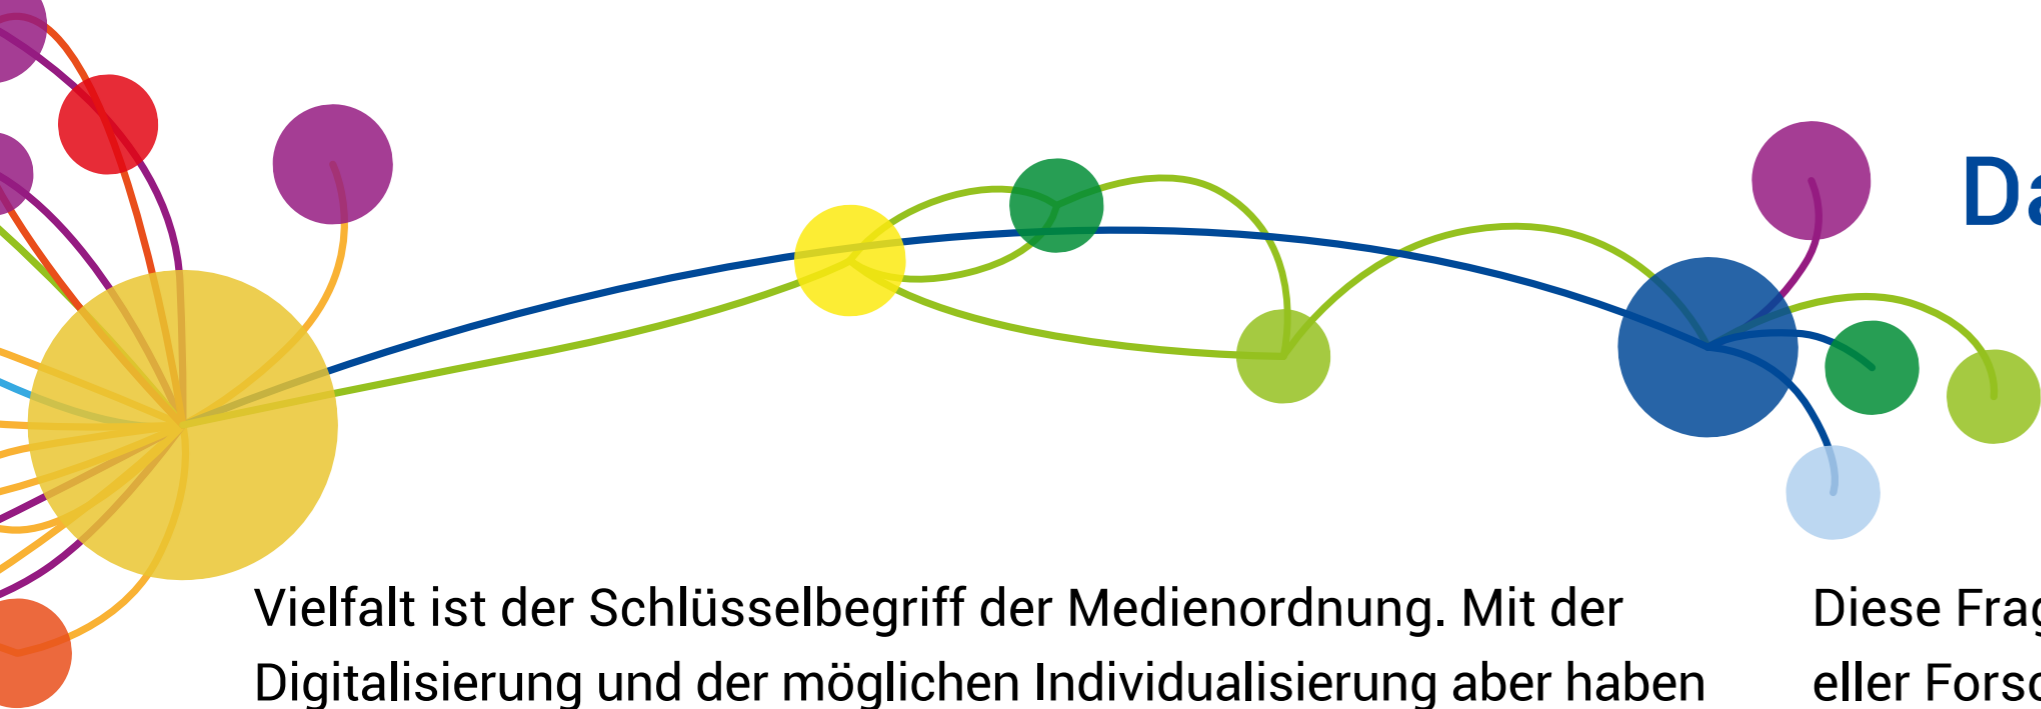 Vielfalt ist der Schlüsselbegriff der Medienordnung. Mit der
Digitalisierung und der möglichen Individualisierung aber haben
Diese
eller